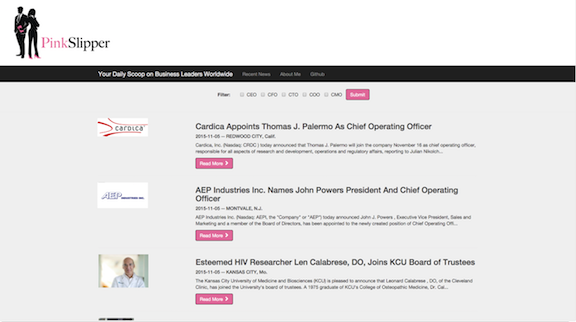 PinkSlipper
Your Daily Scoop on Business Leaders Worldwide Recent News About Me Github
Filter: CEO CFO CTO COO CMO Submit
cardica
Cardica Appoints Thomas J. Palermo As Chief Operating Officer
2015-11-05 -- REDWOOD CITY, Calif.
Cardica, Inc. (Nasdaq: CRDC ) today announced that Thomas J. Palermo will join the company November 16 as chief operating officer,
responsible for all aspects of research and development, operations and regulatory affairs, reporting to Julian Nikolch...
Read More
AEP INDUSTRIES INC.
AEP Industries Inc. Names John Powers President And Chief Operating
Officer
2015-11-05 -- MONTVALE, N.J.
AEP Industries Inc. (Nasdaq: AEPI, the "Company" or "AEP") today announced John J. Powers , Executive Vice President, Sales and
Marketing and a member of the Board of Directors, has been appointed to the newly created position of Chief Operating Offi...
Read More
Esteemed HIV Researcher Len Calabrese, DO, Joins KCU Board of Trustees
2015-11-05 -- KANSAS CITY, Mo.
The Kansas City University of Medicine and Biosciences (KCU) is pleased to announce that Leonard Calabrese , DO, of the Cleveland
Clinic, has joined the University's board of trustees. A 1975 graduate of KCU's College of Osteopathic Medicine, Dr. Cal...
Read More